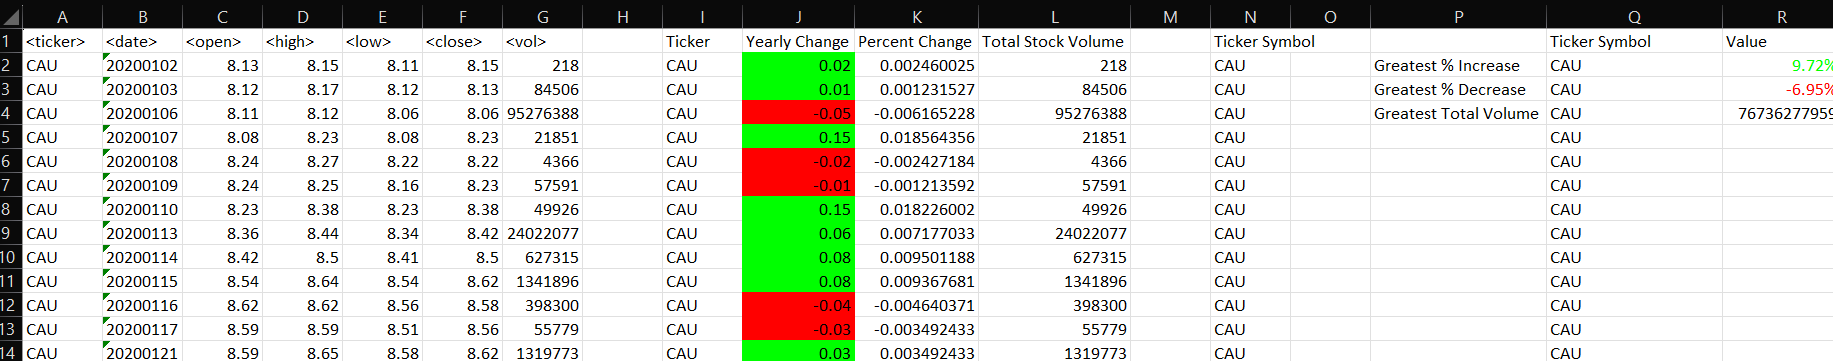 A B C D E F G H I J K L M N O P Q R
1 <ticker> <date> <open> <high> <low> <close> <vol> Ticker Yearly Change Percent Change Total Stock Volume Ticker Symbol Ticker Symbol Value
2 CAU 20200102 8.13 8.15 8.11 8.15 218 CAU 0.02 0.002460025 218 CAU Greatest % Increase CAU 9.72%
3 CAU 20200103 8.12 8.17 8.12 8.13 84506 CAU 0.01 0.001231527 84506 CAU Greatest % Decrease CAU -6.95%
4 CAU 20200106 8.11 8.12 8.06 8.06 95276388 CAU -0.05 -0.006165228 95276388 CAU Greatest Total Volume CAU 76736277959
5 CAU 20200107 8.08 8.23 8.08 8.23 21851 CAU 0.15 0.018564356 21851 CAU CAU
6 CAU 20200108 8.24 8.27 8.22 8.22 4366 CAU -0.02 -0.002427184 4366 CAU CAU
7 CAU 20200109 8.24 8.25 8.16 8.23 57591 CAU -0.01 -0.001213592 57591 CAU CAU
8 CAU 20200110 8.23 8.38 8.23 8.38 49926 CAU 0.15 0.018226002 49926 CAU CAU
9 CAU 20200113 8.36 8.44 8.34 8.42 24022077 CAU 0.06 0.007177033 24022077 CAU CAU
10 CAU 20200114 8.42 8.5 8.41 8.5 627315 CAU 0.08 0.009501188 627315 CAU CAU
11 CAU 20200115 8.54 8.64 8.54 8.62 1341896 CAU 0.08 0.009367681 1341896 CAU CAU
12 CAU 20200116 8.62 8.62 8.56 8.58 398300 CAU -0.04 -0.004640371 398300 CAU CAU
13 CAU 20200117 8.59 8.59 8.51 8.56 55779 CAU -0.03 -0.003492433 55779 CAU CAU
14 CAU 20200121 8.59 8.65 8.58 8.62 1319773 CAU 0.03 0.003492433 1319773 CAU CAU